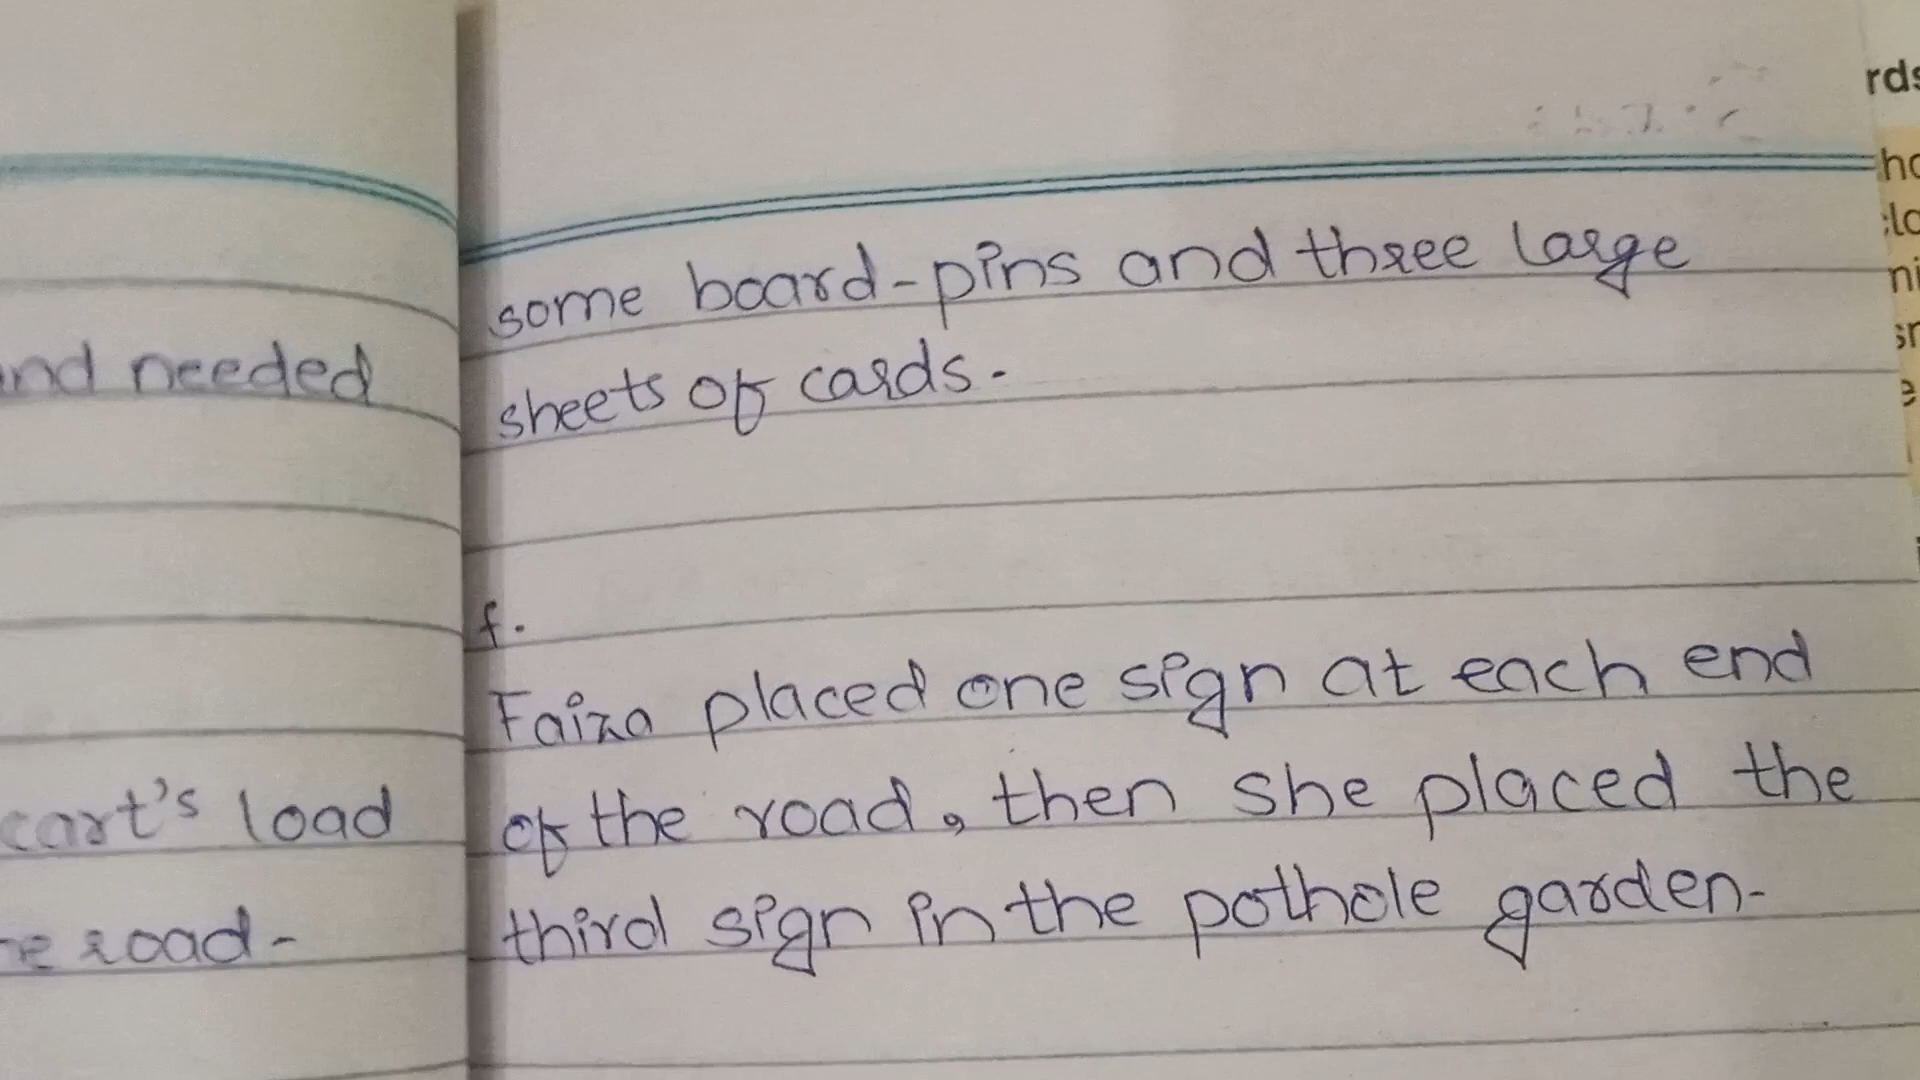 nd needed
cart's load
e road.
some board-pins and three large
sheets of cards.
f.
Faiza placed one sign at each end
of the road, then she placed the
third sign in the pothole garden.
rds